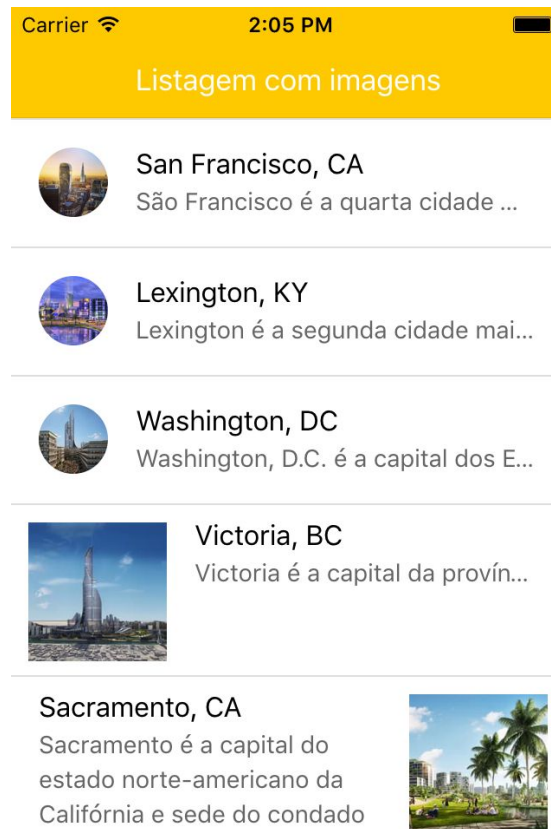 Carrier 2:05 PM
Listagem com imagens
San Francisco, CA
São Francisco é a quarta cidade ...
Lexington, KY
Lexington é a segunda cidade mai...
Washington, DC
Washington, D.C. é a capital dos E...
Victoria, BC
Victoria é a capital da provín...
Sacramento, CA
Sacramento é a capital do
estado norte-americano da
Califórnia e sede do condado